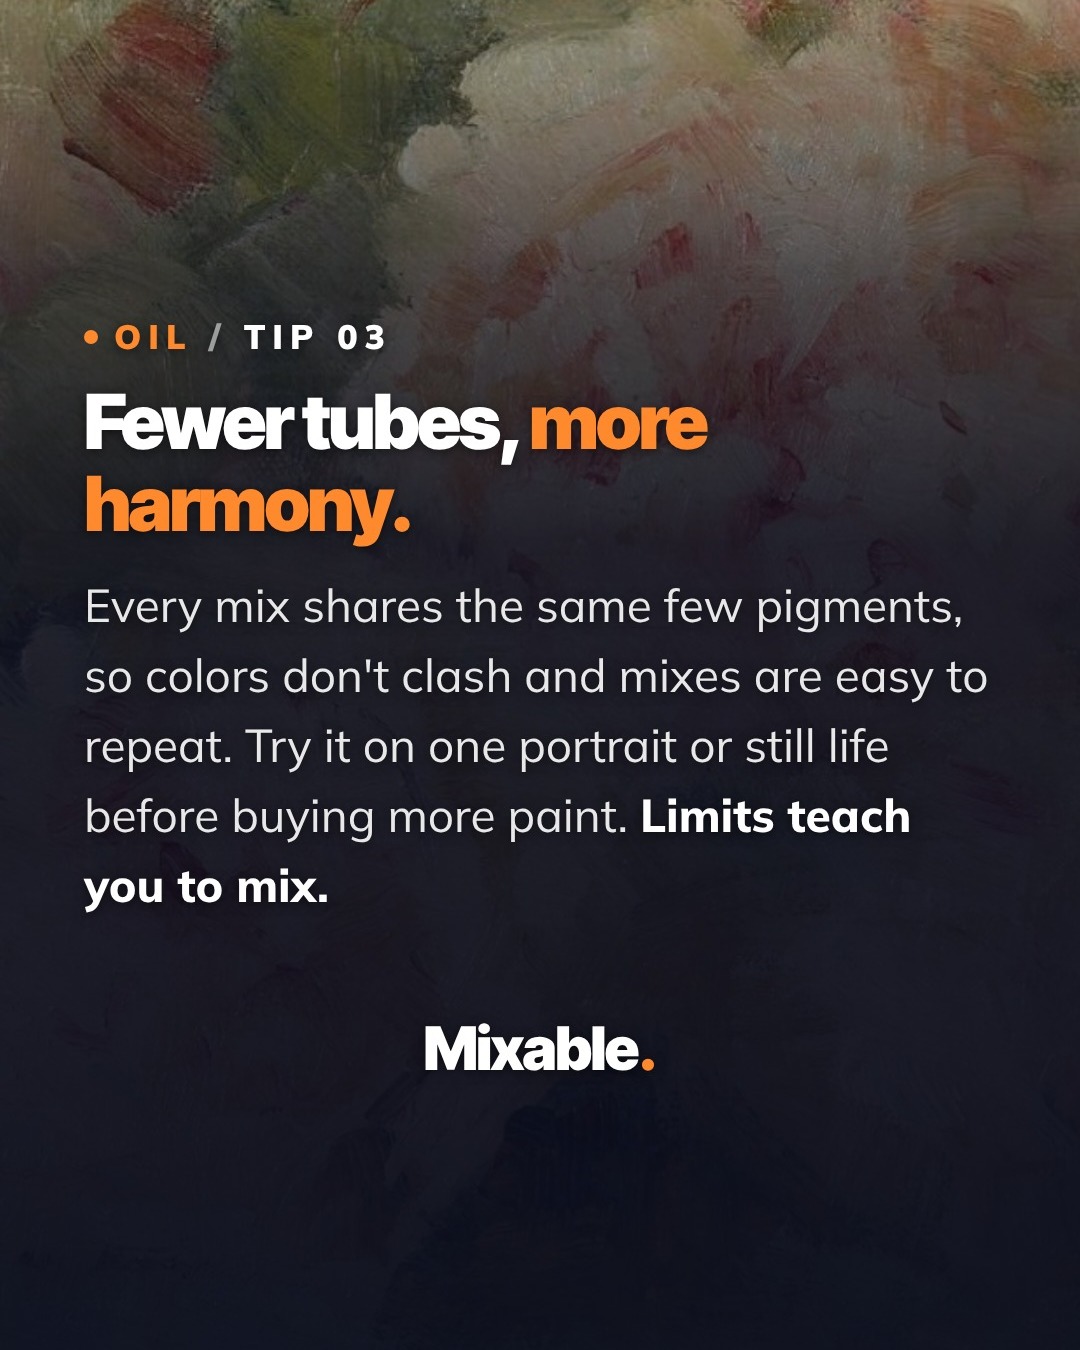 • OIL / TIP 03
Fewer tubes, more
harmony.
Every mix shares the same few pigments,
so colors don't clash and mixes are easy to
repeat. Try it on one portrait or still life
before buying more paint. Limits teach
you to mix.
Mixable.